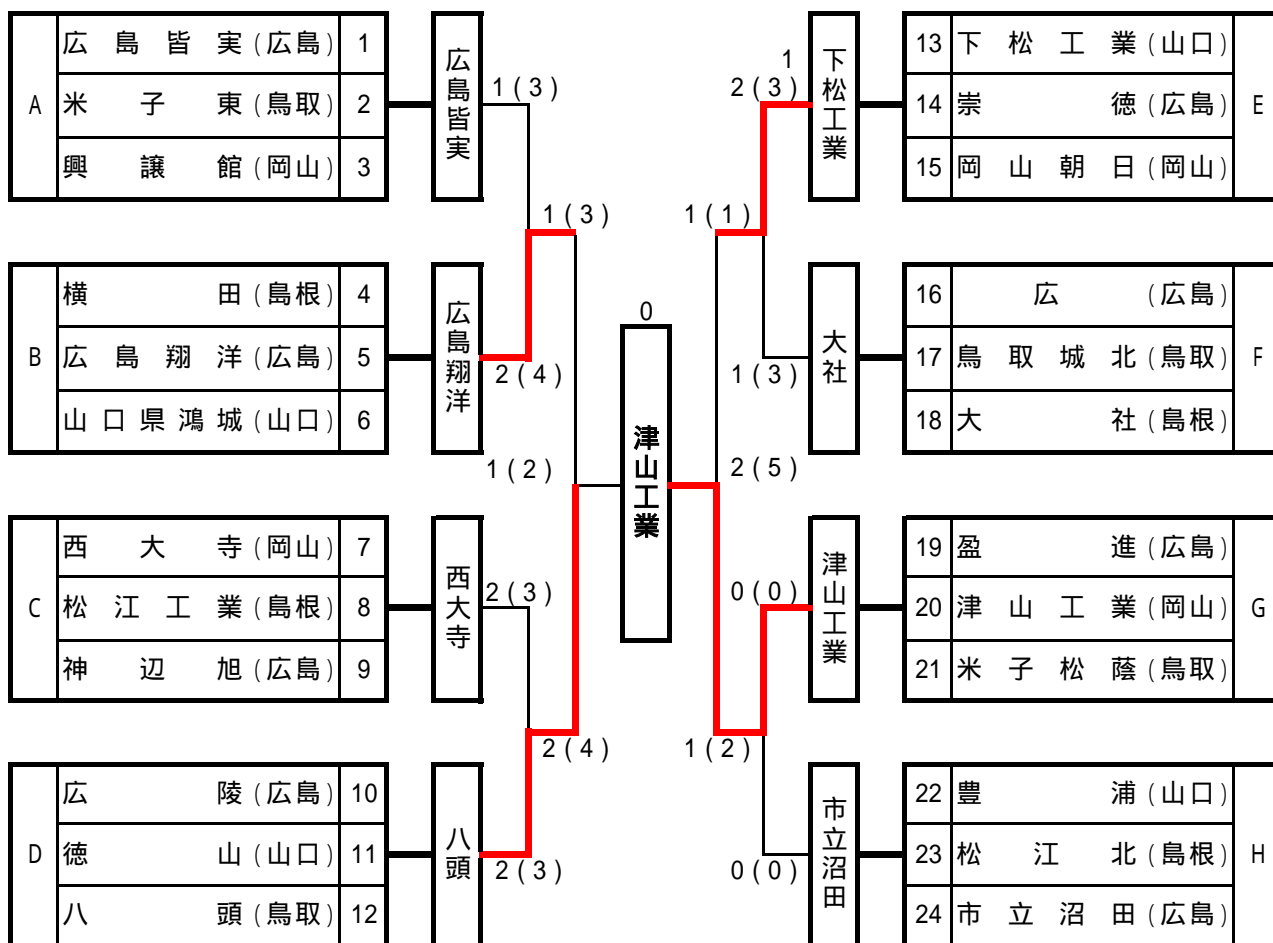 A
広島皆実(広島) 1
米子東(鳥取) 2
興譲館(岡山) 3
広島皆実
1(3)
B
横田(島根) 4
広島翔洋(広島) 5
山口県鴻城(山口) 6
広島翔洋
2(4)
1(3)
C
西大寺(岡山) 7
松江工業(島根) 8
神辺旭(広島) 9
西大寺
2(3)
D
広陵(広島) 10
徳山(山口) 11
八頭(鳥取) 12
八頭
2(3)
2(4)
1(2)
0
津山工業
2(5)
1
2(3)
下松工業
13 下松工業(山口)
14 崇徳(広島)
15 岡山朝日(岡山)
E
1(1)
1(3)
大社
16 広(広島)
17 鳥取城北(鳥取)
18 大社(島根)
F
0(0)
津山工業
19 盈進(広島)
20 津山工業(岡山)
21 米子松蔭(鳥取)
G
1(2)
0(0)
市立沼田
22 豊浦(山口)
23 松江北(島根)
24 市立沼田(広島)
H